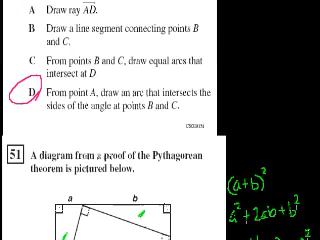 A Draw ray AD.
B Draw a line segment connecting points B
and C.
C From points B and C, draw equal arcs that
intersect at D
D From point A, draw an arc that intersects the
sides of the angle at points B and C.
51 A diagram from a proof of the Pythagorean
theorem is pictured below.
a b
(a+b)²
a²+2ab+b²